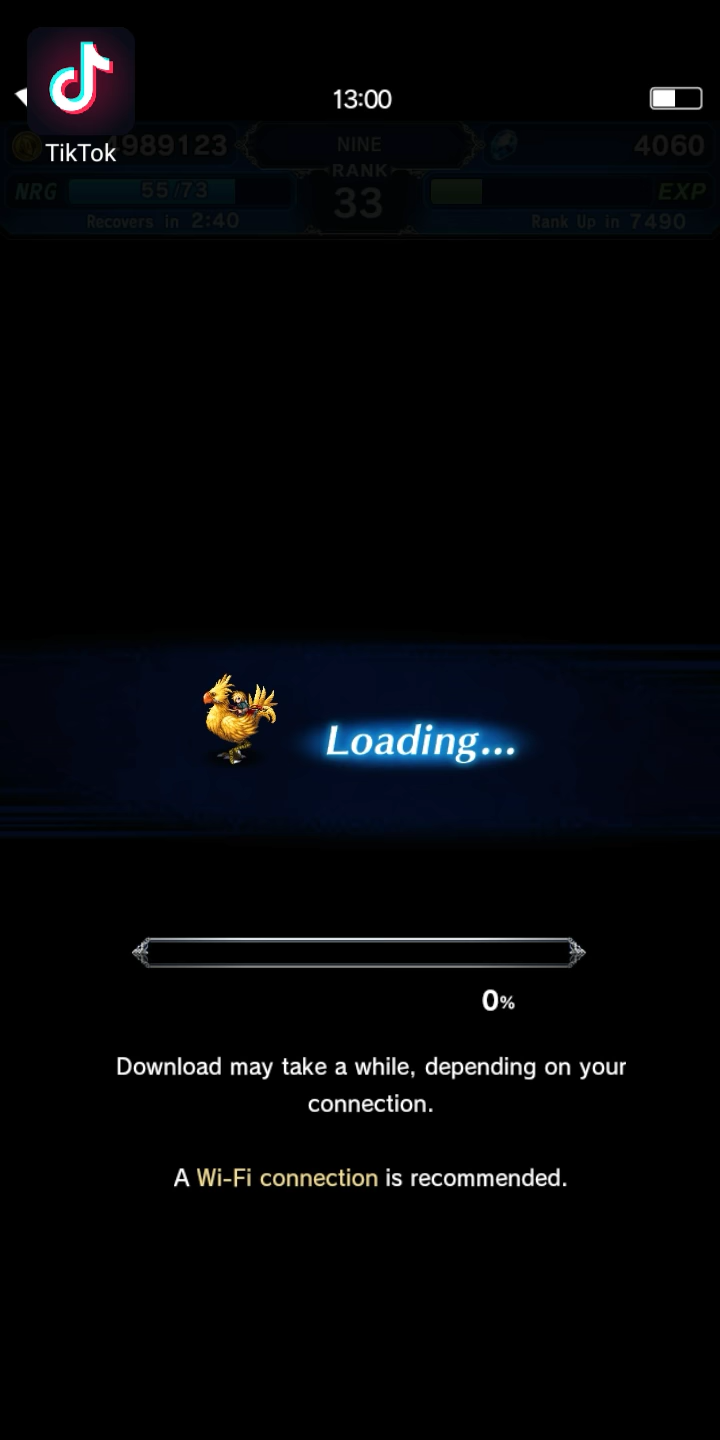 13:00
TikTok
4989123
NINE
4060
RANK
33
NRG
55/73
EXP
Recovers in 2:40
Rank Up in 7490
Loading...
0%
Download may take a while, depending on your
connection.
A Wi-Fi connection is recommended.